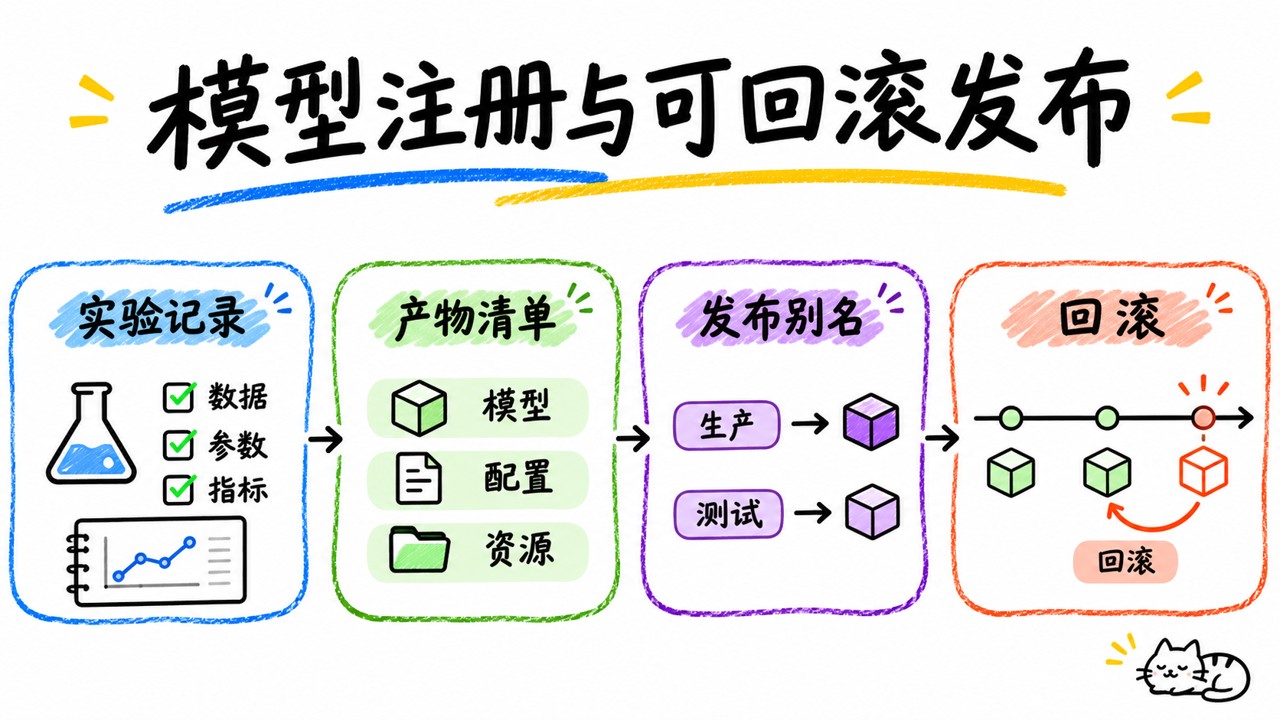 模型注册与可回滚发布
实验记录
数据
参数
指标
产物清单
模型
配置
资源
发布别名
生产
测试
回滚
回滚